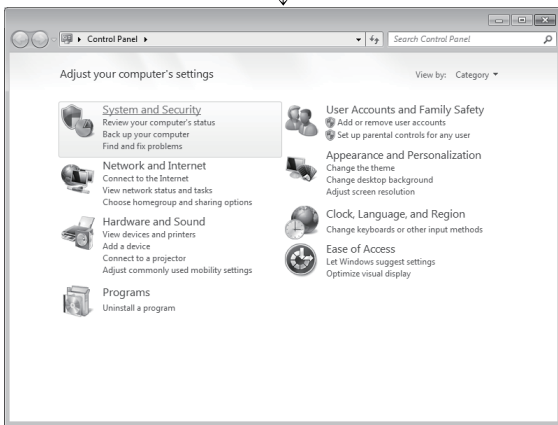 Control Panel
Search Control Panel
Adjust your computer's settings
View by: Category
System and Security
Review your computer's status
Back up your computer
Find and fix problems
Network and Internet
Connect to the Internet
View network status and tasks
Choose homegroup and sharing options
Hardware and Sound
View devices and printers
Add a device
Connect to a projector
Adjust commonly used mobility settings
Programs
Uninstall a program
User Accounts and Family Safety
Add or remove user accounts
Set up parental controls for any user
Appearance and Personalization
Change the theme
Change desktop background
Adjust screen resolution
Clock, Language, and Region
Change keyboards or other input methods
Ease of Access
Let Windows suggest settings
Optimize visual display